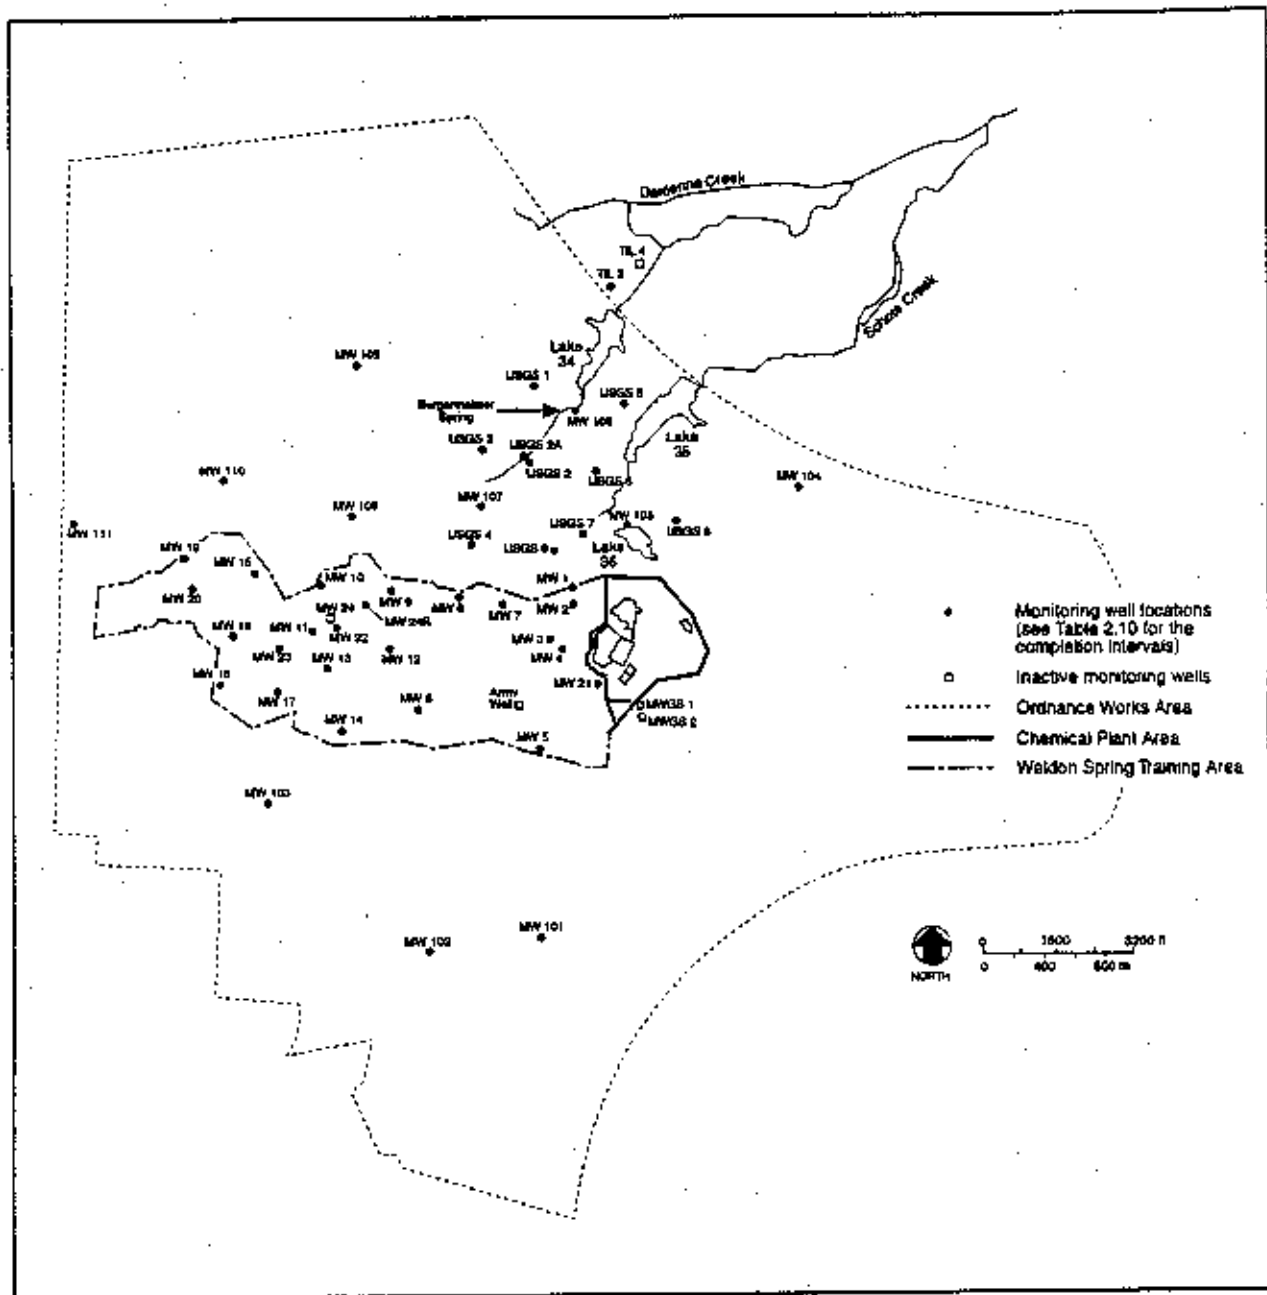 Dardenne Creek
TIL 4
TIL 3
Schote Creek
Lake
34
MW 109
USGS 1
Burgermeister
Spring
MW 106
USGS 5
Lake
35
USGS 3
USGS 2A
USGS 2
MW 110
MW 104
MW 107
MW 108
USGS 7
MW 105
MW 111
USGS 4
USGS
Lake
36
MW 19
MW 15
MW 10
MW 1
MW 20
MW 24
MW 24R
MW 7
MW 2
MW 18
MW 11
MW 22
MW 3
MW 23
MW 13
MW 12
MW 4
MW 16
MW 21
MW 17
MW 6
Army
Well
MWGS 1
MWGS 2
MW 14
MW 5
MW 103
MW 102
MW 101
Monitoring well locations
(see Table 2.10 for the
completion intervals)
Inactive monitoring wells
Ordnance Works Area
Chemical Plant Area
Weldon Spring Training Area
NORTH
0 1600 3200 ft
0 400 800 m